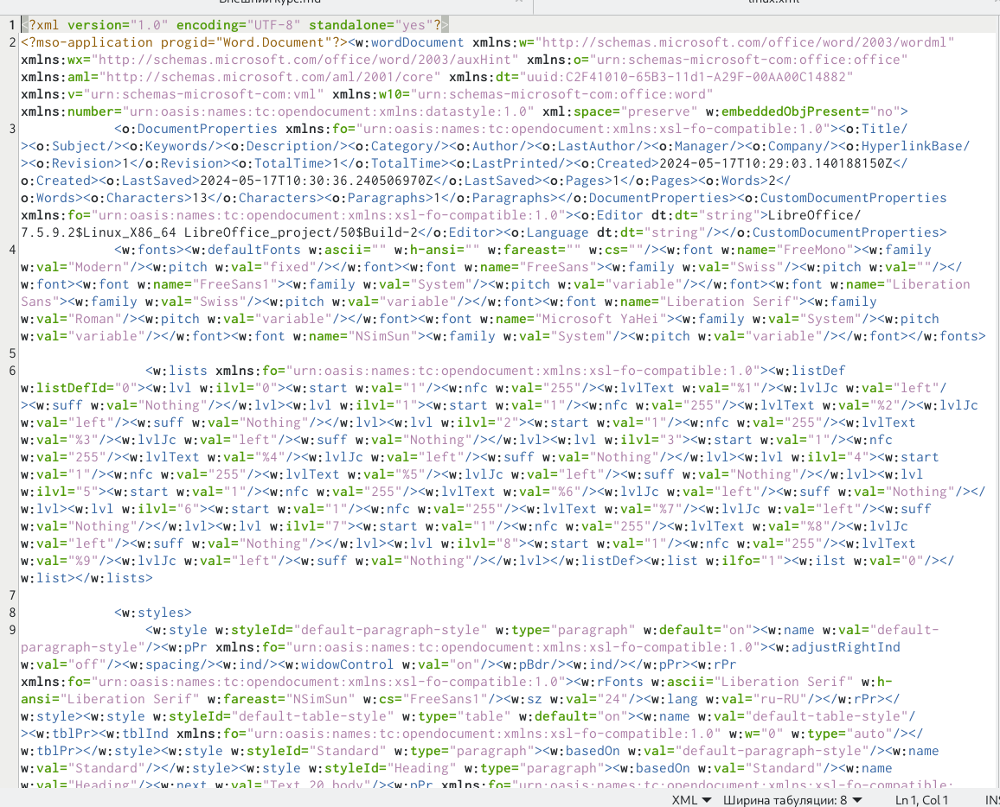 Внешний курс.md linux.xml
1 <?xml version="1.0" encoding="UTF-8" standalone="yes"?>
2 <?mso-application progid="Word.Document"?><w:wordDocument xmlns:w="http://schemas.microsoft.com/office/word/2003/wordml"
xmlns:wx="http://schemas.microsoft.com/office/word/2003/auxHint" xmlns:o="urn:schemas-microsoft-com:office:office"
xmlns:aml="http://schemas.microsoft.com/aml/2001/core" xmlns:dt="uuid:C2F41010-65B3-11d1-A29F-00AA00C14882"
xmlns:v="urn:schemas-microsoft-com:vml" xmlns:w10="urn:schemas-microsoft-com:office:word"
xmlns:number="urn:oasis:names:tc:opendocument:xmlns:datastyle:1.0" xml:space="preserve" w:embeddedObjPresent="no">
3 <o:DocumentProperties xmlns:fo="urn:oasis:names:tc:opendocument:xmlns:xsl-fo-compatible:1.0"><o:Title/
><o:Subject/><o:Keywords/><o:Description/><o:Category/><o:Author/><o:LastAuthor/><o:Manager/><o:Company/><o:HyperlinkBase/
><o:Revision>1</o:Revision><o:TotalTime>1</o:TotalTime><o:LastPrinted/><o:Created>2024-05-17T10:29:03.140188150Z</
o:Created><o:LastSaved>2024-05-17T10:30:36.240506970Z</o:LastSaved><o:Pages>1</o:Pages><o:Words>2</
o:Words><o:Characters>13</o:Characters><o:Paragraphs>1</o:Paragraphs></o:DocumentProperties><o:CustomDocumentProperties
xmlns:fo="urn:oasis:names:tc:opendocument:xmlns:xsl-fo-compatible:1.0"><o:Editor dt:dt="string">LibreOffice/
7.5.9.2$Linux_X86_64 LibreOffice_project/50$Build-2</o:Editor><o:Language dt:dt="string"/></o:CustomDocumentProperties>
4 <w:fonts><w:defaultFonts w:ascii="" w:h-ansi="" w:fareast="" w:cs=""/><w:font w:name="FreeMono"><w:family
w:val="Modern"/><w:pitch w:val="fixed"/></w:font><w:font w:name="FreeSans"><w:family w:val="Swiss"/><w:pitch w:val=""/></
w:font><w:font w:name="FreeSans1"><w:family w:val="System"/><w:pitch w:val="variable"/></w:font><w:font w:name="Liberation
Sans"><w:family w:val="Swiss"/><w:pitch w:val="variable"/></w:font><w:font w:name="Liberation Serif"><w:family
w:val="Roman"/><w:pitch w:val="variable"/></w:font><w:font w:name="Microsoft YaHei"><w:family w:val="System"/><w:pitch
w:val="variable"/></w:font><w:font w:name="NSimSun"><w:family w:val="System"/><w:pitch w:val="variable"/></w:font></w:fonts>
5
6 <w:lists xmlns:fo="urn:oasis:names:tc:opendocument:xmlns:xsl-fo-compatible:1.0"><w:listDef
w:listDefId="0"><w:lvl w:ilvl="0"><w:start w:val="1"/><w:nfc w:val="255"/><w:lvlText w:val="%1"/><w:lvlJc w:val="left"/
><w:suff w:val="Nothing"/></w:lvl><w:lvl w:ilvl="1"><w:start w:val="1"/><w:nfc w:val="255"/><w:lvlText w:val="%2"/><w:lvlJc
w:val="left"/><w:suff w:val="Nothing"/></w:lvl><w:lvl w:ilvl="2"><w:start w:val="1"/><w:nfc w:val="255"/><w:lvlText
w:val="%3"/><w:lvlJc w:val="left"/><w:suff w:val="Nothing"/></w:lvl><w:lvl w:ilvl="3"><w:start w:val="1"/><w:nfc
w:val="255"/><w:lvlText w:val="%4"/><w:lvlJc w:val="left"/><w:suff w:val="Nothing"/></w:lvl><w:lvl w:ilvl="4"><w:start
w:val="1"/><w:nfc w:val="255"/><w:lvlText w:val="%5"/><w:lvlJc w:val="left"/><w:suff w:val="Nothing"/></w:lvl><w:lvl
w:ilvl="5"><w:start w:val="1"/><w:nfc w:val="255"/><w:lvlText w:val="%6"/><w:lvlJc w:val="left"/><w:suff w:val="Nothing"/></
w:lvl><w:lvl w:ilvl="6"><w:start w:val="1"/><w:nfc w:val="255"/><w:lvlText w:val="%7"/><w:lvlJc w:val="left"/><w:suff
w:val="Nothing"/></w:lvl><w:lvl w:ilvl="7"><w:start w:val="1"/><w:nfc w:val="255"/><w:lvlText w:val="%8"/><w:lvlJc
w:val="left"/><w:suff w:val="Nothing"/></w:lvl><w:lvl w:ilvl="8"><w:start w:val="1"/><w:nfc w:val="255"/><w:lvlText
w:val="%9"/><w:lvlJc w:val="left"/><w:suff w:val="Nothing"/></w:lvl></w:listDef><w:list w:ilfo="1"><w:ilst w:val="0"/></
w:list></w:lists>
7
8 <w:styles>
9 <w:style w:styleId="default-paragraph-style" w:type="paragraph" w:default="on"><w:name w:val="default-
paragraph-style"/><w:pPr xmlns:fo="urn:oasis:names:tc:opendocument:xmlns:xsl-fo-compatible:1.0"><w:adjustRightInd
w:val="off"/><w:spacing/><w:ind/><w:widowControl w:val="on"/><w:pBdr/><w:ind/></w:pPr><w:rPr
xmlns:fo="urn:oasis:names:tc:opendocument:xmlns:xsl-fo-compatible:1.0"><w:rFonts w:ascii="Liberation Serif" w:h-
ansi="Liberation Serif" w:fareast="NSimSun" w:cs="FreeSans1"/><w:sz w:val="24"/><w:lang w:val="ru-RU"/></w:rPr></
w:style><w:style w:styleId="default-table-style" w:type="table" w:default="on"><w:name w:val="default-table-style"/
><w:tblPr><w:tblInd xmlns:fo="urn:oasis:names:tc:opendocument:xmlns:xsl-fo-compatible:1.0" w:w="0" w:type="auto"/></
w:tblPr></w:style><w:style w:styleId="Standard" w:type="paragraph"><w:basedOn w:val="default-paragraph-style"/><w:name
w:val="Standard"/></w:style><w:style w:styleId="Heading" w:type="paragraph"><w:basedOn w:val="Standard"/><w:name
w:val="Heading"/><w:next w:val="Text_20_body"/><w:pPr xmlns:fo="urn:oasis:names:tc:opendocument:xmlns:xsl-fo-compatible:
XML Ширина табуляции: 8 Ln 1, Col 1 INS